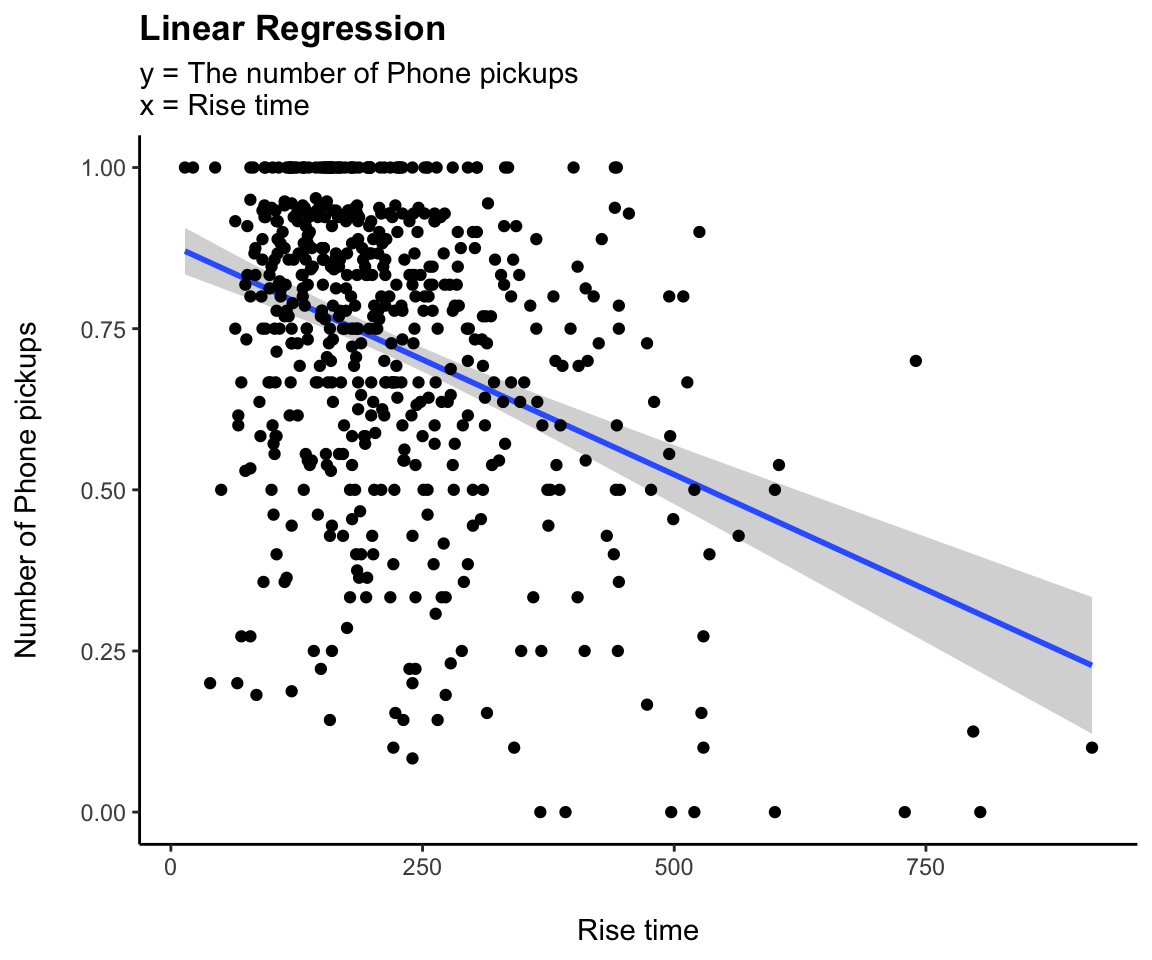 Linear Regression
y = The number of Phone pickups
x = Rise time
Number of Phone pickups
1.00
0.75
0.50
0.25
0.00
0 250 500 750
Rise time